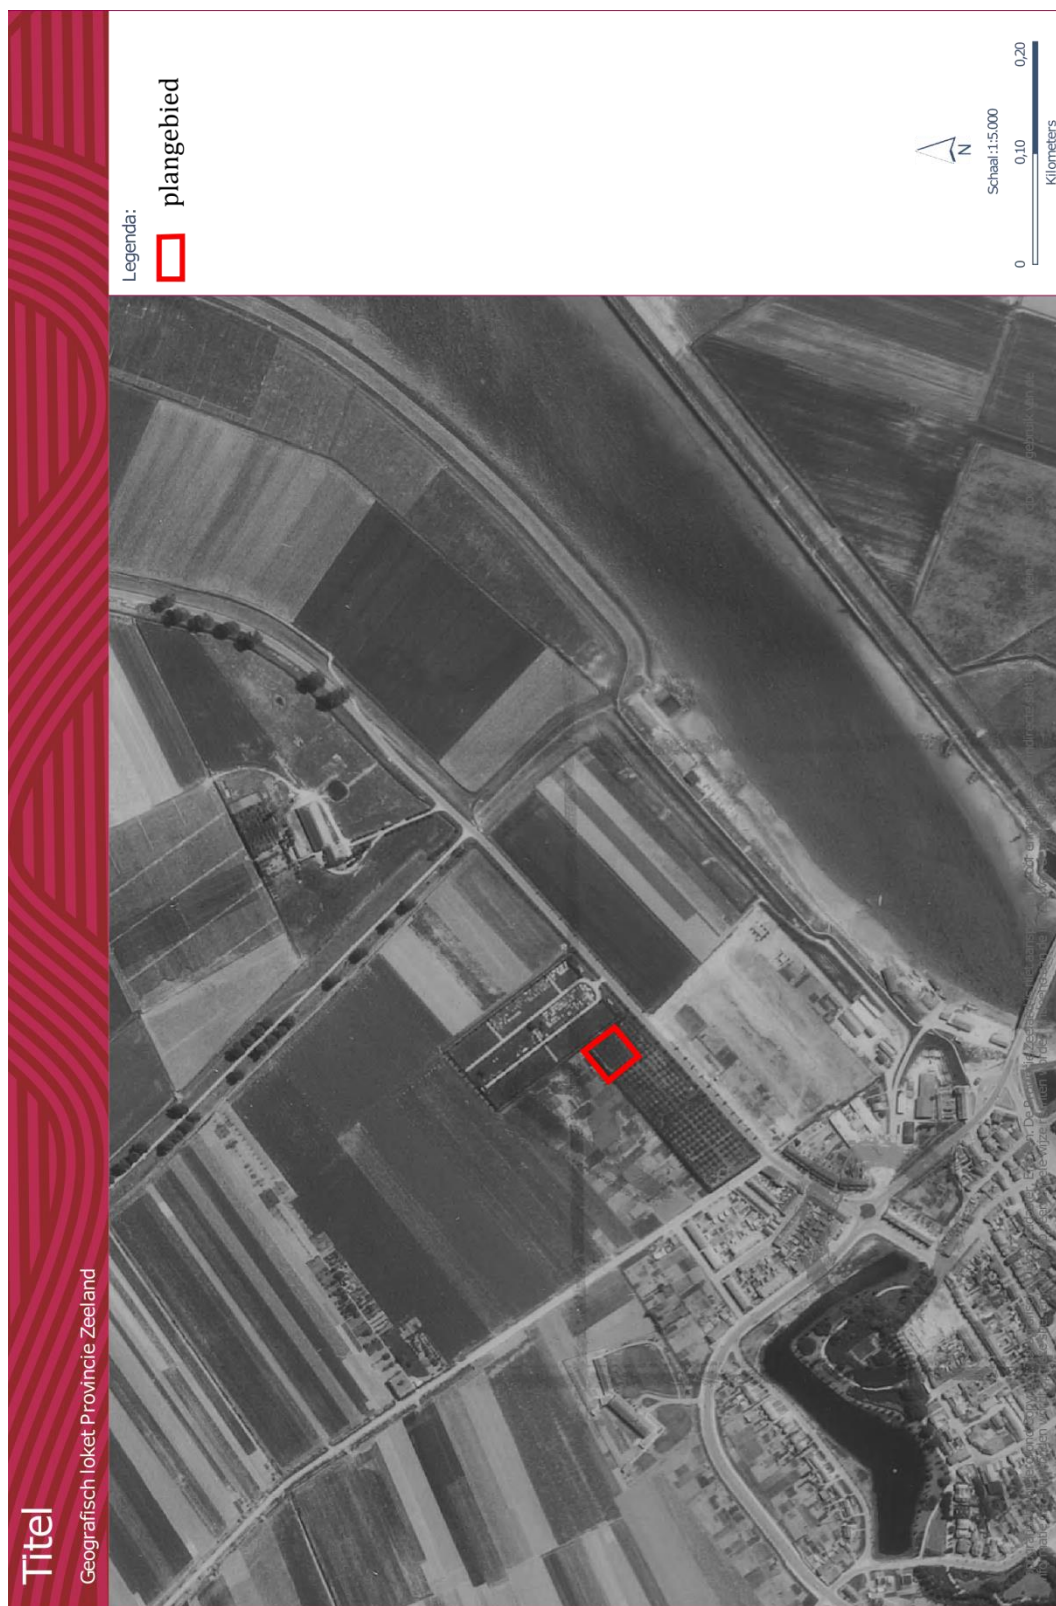 Titel
Geografisch loket Provincie Zeeland
Legenda:
plangebied
N
Schaal:1:5.000
0 0,10 0,20
Kilometers